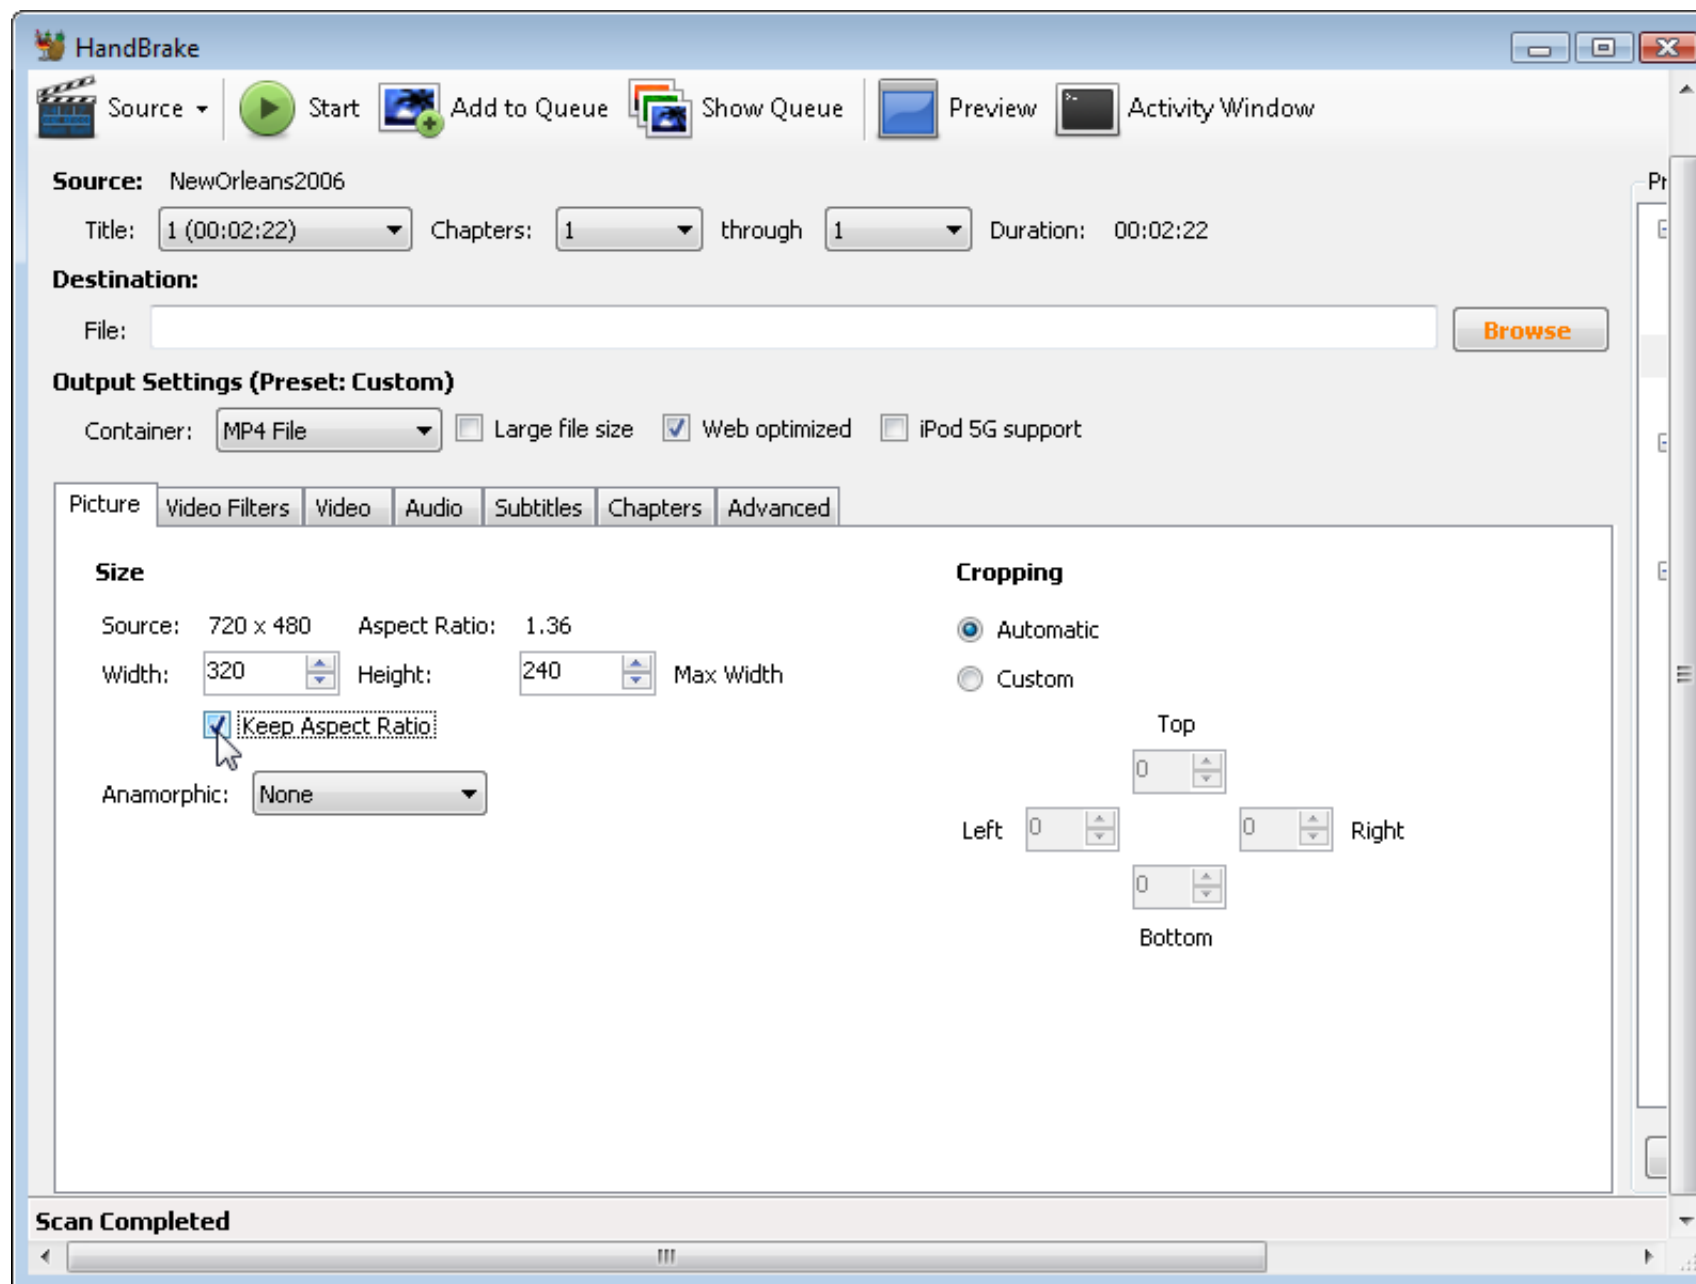 HandBrake
Source Start Add to Queue Show Queue Preview Activity Window
Source: NewOrleans2006
Title: 1 (00:02:22) Chapters: 1 through 1 Duration: 00:02:22
Destination:
File: Browse
Output Settings (Preset: Custom)
Container: MP4 File Large file size Web optimized iPod 5G support
Picture Video Filters Video Audio Subtitles Chapters Advanced
Size Cropping
Source: 720 x 480 Aspect Ratio: 1.36 Automatic
Width: 320 Height: 240 Max Width Custom
Keep Aspect Ratio Top
0
Anamorphic: None
Left 0 0 Right
0
Bottom
Scan Completed